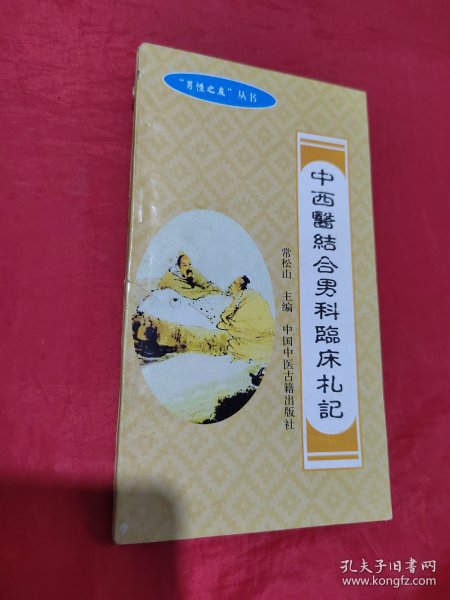 “男性之友”丛书
中西醫結合男科臨床札記
常松山 主编 中国中医古籍出版社
孔夫子旧书网
www.kongfz.com